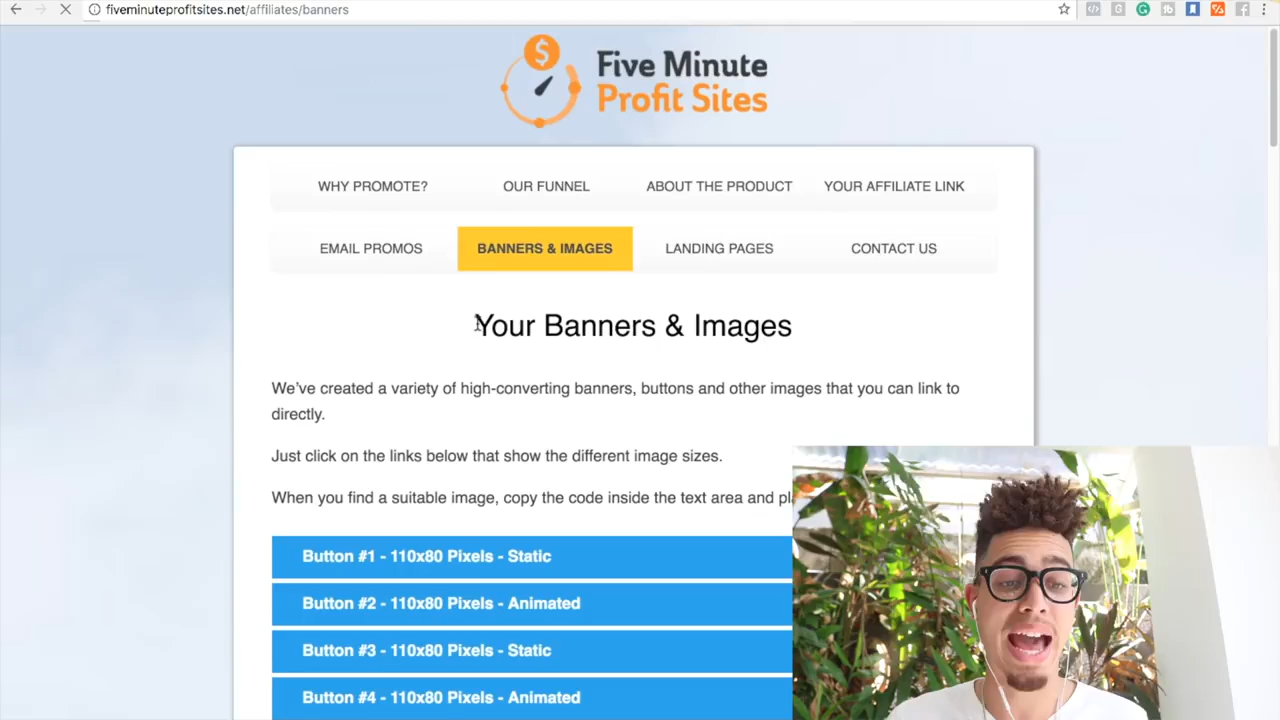 fiveminuteprofitsites.net/affiliates/banners
$
Five Minute
Profit Sites
WHY PROMOTE?
OUR FUNNEL
ABOUT THE PRODUCT
YOUR AFFILIATE LINK
EMAIL PROMOS
BANNERS & IMAGES
LANDING PAGES
CONTACT US
Your Banners & Images
We’ve created a variety of high-converting banners, buttons and other images that you can link to
directly.
Just click on the links below that show the different image sizes.
When you find a suitable image, copy the code inside the text area and
Button #1 - 110x80 Pixels - Static
Button #2 - 110x80 Pixels - Animated
Button #3 - 110x80 Pixels - Static
Button #4 - 110x80 Pixels - Animated